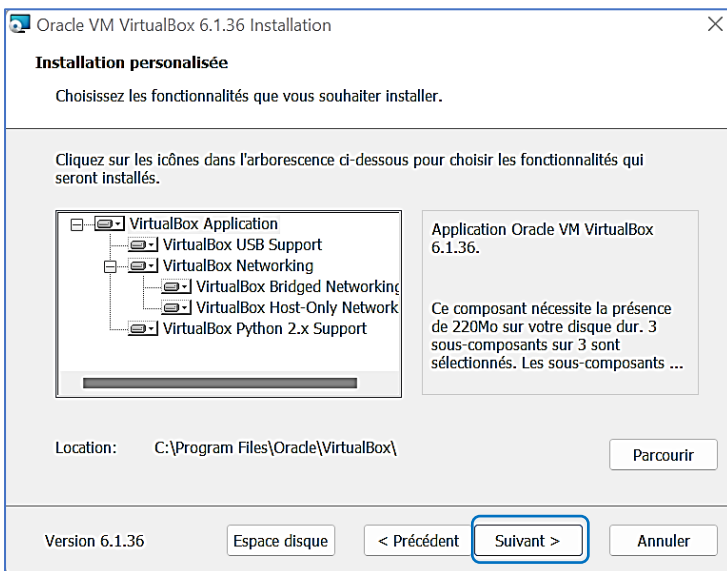 Oracle VM VirtualBox 6.1.36 Installation
Installation personalisée
Choisissez les fonctionnalités que vous souhaiter installer.
Cliquez sur les icônes dans l'arborescence ci-dessous pour choisir les fonctionnalités qui
seront installés.
VirtualBox Application
VirtualBox USB Support
VirtualBox Networking
VirtualBox Bridged Networking
VirtualBox Host-Only Network
VirtualBox Python 2.x Support
Application Oracle VM VirtualBox
6.1.36.
Ce composant nécessite la présence
de 220Mo sur votre disque dur. 3
sous-composants sur 3 sont
sélectionnés. Les sous-composants ...
Location: C:\Program Files\Oracle\VirtualBox\
Parcourir
Version 6.1.36 Espace disque < Précédent Suivant > Annuler